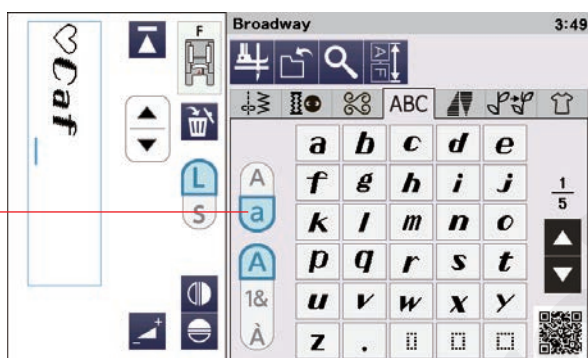 Broadway 3:49
F
♡Caf
ABC
L
S
A
a
A
1&
À
a b c d e
f g h i j
k l m n o
p q r s t
u v w x y
z .
1
5
A F